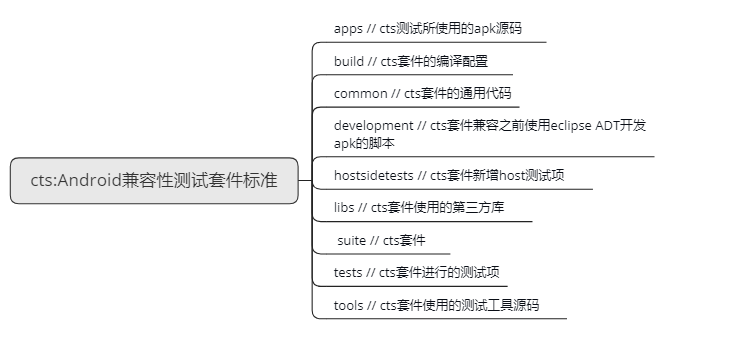 apps // cts测试所使用的apk源码
build // cts套件的编译配置
common // cts套件的通用代码
development // cts套件兼容之前使用eclipse ADT开发
apk的脚本
cts:Android兼容性测试套件标准
hostsidetests // cts套件新增host测试项
libs // cts套件使用的第三方库
suite // cts套件
tests // cts套件进行的测试项
tools // cts套件使用的测试工具源码